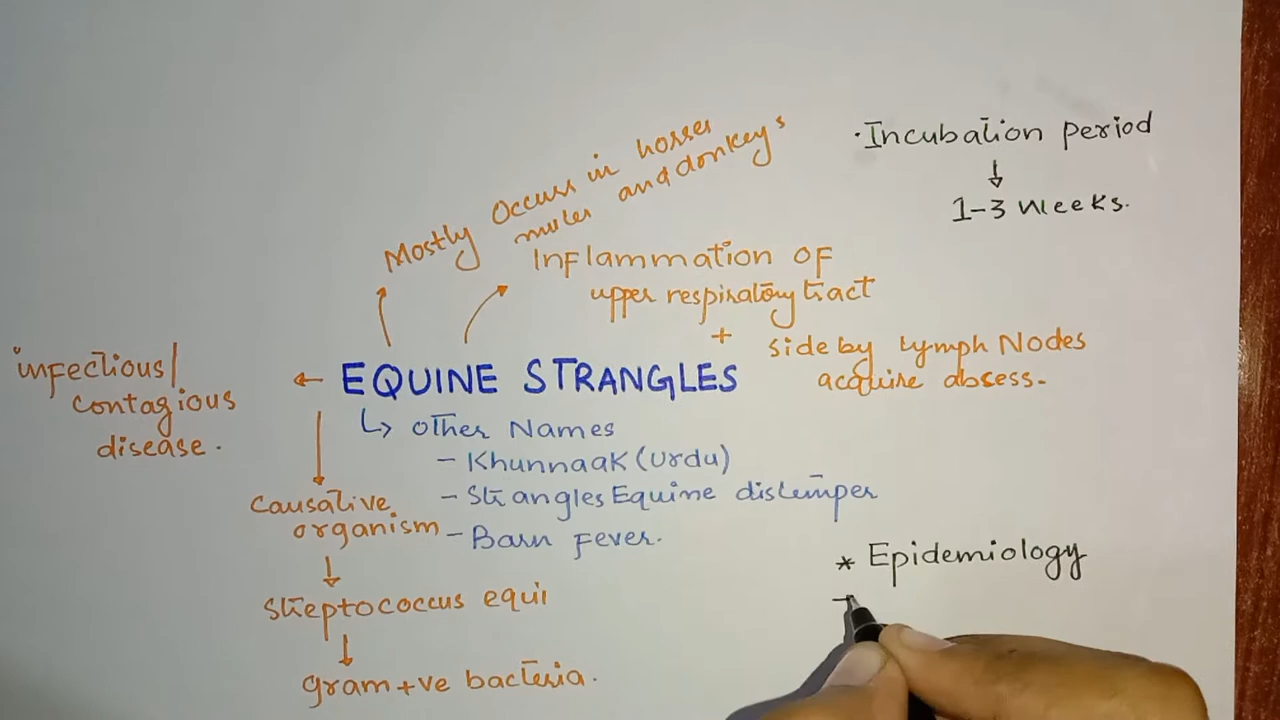 Mostly Occurs in horses
mules and donkey's
·Incubation period
↓
1-3 weeks.
Inflammation of
upper respiratory tract
+
side by lymph Nodes
acquire abscess.
infectious/
contagious
disease.
← EQUINE STRANGLES
↳ other Names
- Khunnaak (Urdu)
- Strangles Equine distemper
- Barn Fever.
Causative
organism
↓
Streptococcus equi
↓
gram +ve bacteria.
* Epidemiology